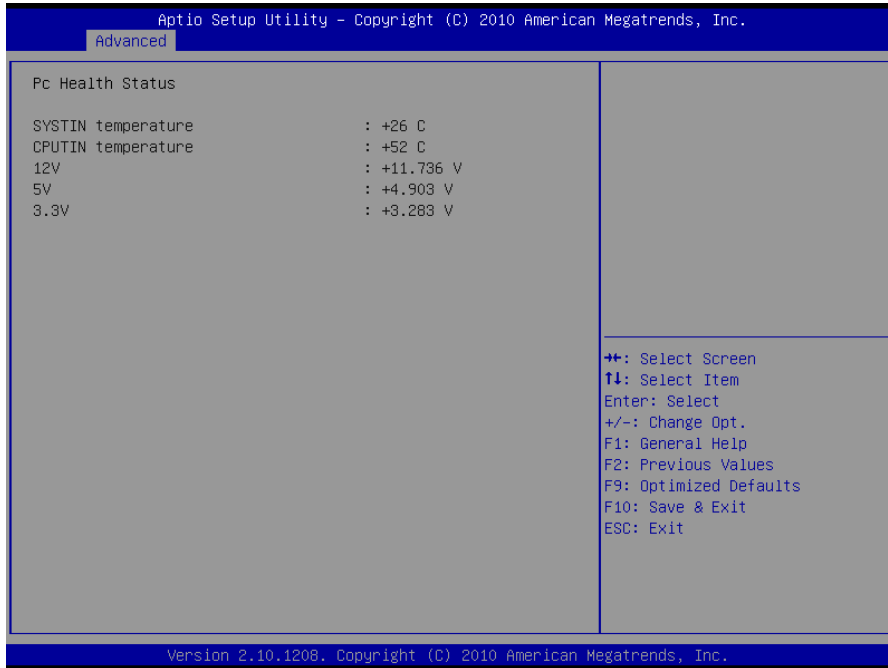 Aptio Setup Utility - Copyright (C) 2010 American Megatrends, Inc.
Advanced
Pc Health Status
SYSTIN temperature : +26 C
CPUTIN temperature : +52 C
12V : +11.736 V
5V : +4.903 V
3.3V : +3.283 V
→←: Select Screen
↑↓: Select Item
Enter: Select
+/-: Change Opt.
F1: General Help
F2: Previous Values
F9: Optimized Defaults
F10: Save & Exit
ESC: Exit
Version 2.10.1208. Copyright (C) 2010 American Megatrends, Inc.